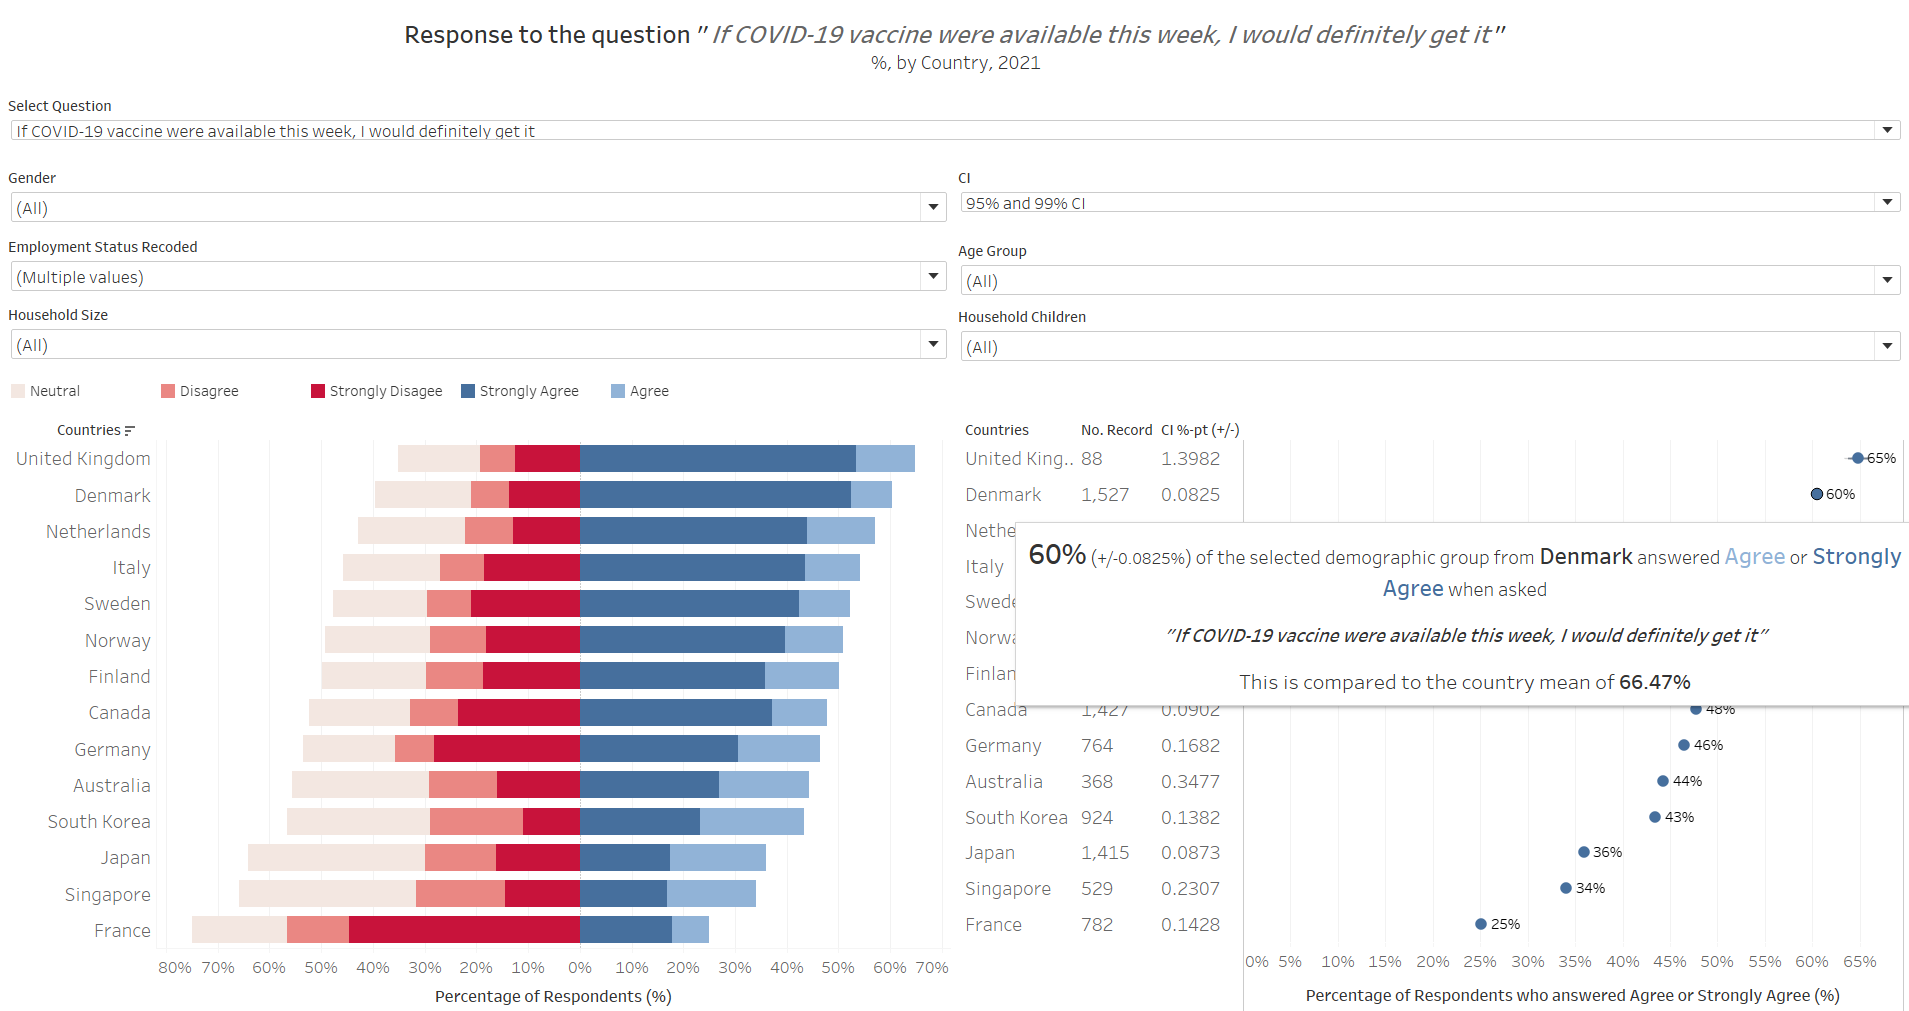 Response to the question " If COVID-19 vaccine were available this week, I would definitely get it"
%, by Country, 2021
Select Question
If COVID-19 vaccine were available this week, I would definitely get it
Gender
CI
(All)
95% and 99% CI
Employment Status Recoded
Age Group
(Multiple values)
(All)
Household Size
Household Children
(All)
(All)
Neutral Disagree Strongly Disagee Strongly Agree Agree
Countries
United Kingdom
Denmark
Netherlands
Italy
Sweden
Norway
Finland
Canada
Germany
Australia
South Korea
Japan
Singapore
France
80% 70% 60% 50% 40% 30% 20% 10% 0% 10% 20% 30% 40% 50% 60% 70%
Percentage of Respondents (%)
Countries No. Record CI %-pt (+/-)
United King.. 88 1.3982 65%
Denmark 1,527 0.0825 60%
Nethe
Italy
Swede
Norwa
Finlan
60% (+/-0.0825%) of the selected demographic group from Denmark answered Agree or Strongly
Agree when asked
"If COVID-19 vaccine were available this week, I would definitely get it"
This is compared to the country mean of 66.47%
Canada 1,427 0.0902 48%
Germany 764 0.1682 46%
Australia 368 0.3477 44%
South Korea 924 0.1382 43%
Japan 1,415 0.0873 36%
Singapore 529 0.2307 34%
France 782 0.1428 25%
0% 5% 10% 15% 20% 25% 30% 35% 40% 45% 50% 55% 60% 65%
Percentage of Respondents who answered Agree or Strongly Agree (%)